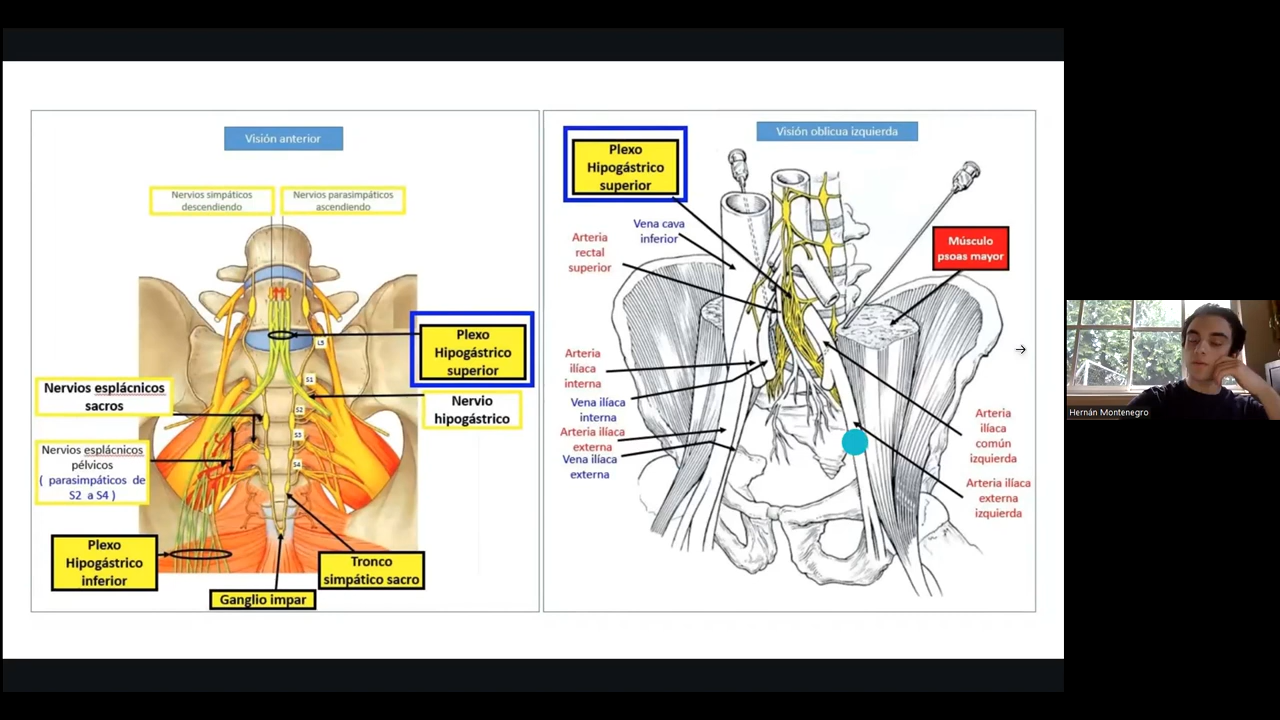 Visión anterior
Nervios simpáticos
descendiendo
Nervios parasimpáticos
ascendiendo
L5
S1
S2
S3
S4
Plexo
Hipogástrico
superior
Nervios esplácnicos
sacros
Nervio
hipogástrico
Nervios esplácnicos
pélvicos
( parasimpáticos de
S2 a S4 )
Plexo
Hipogástrico
inferior
Tronco
simpático sacro
Ganglio impar
Visión oblicua izquierda
Plexo
Hipogástrico
superior
Vena cava
inferior
Arteria
rectal
superior
Músculo
psoas mayor
Arteria
ilíaca
interna
Vena ilíaca
interna
Arteria ilíaca
externa
Vena ilíaca
externa
Arteria
ilíaca
común
izquierda
Arteria ilíaca
externa
izquierda
Hernán Montenegro